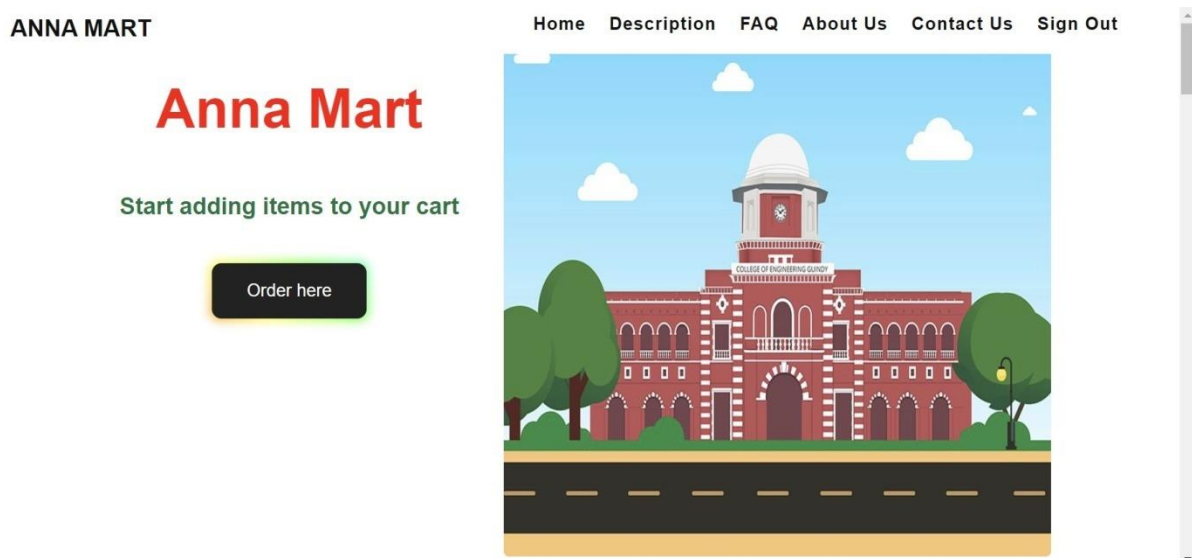 ANNA MART
Home Description FAQ About Us Contact Us Sign Out
Anna Mart
Start adding items to your cart
Order here
COLLEGE OF ENGINEERING GUINDY